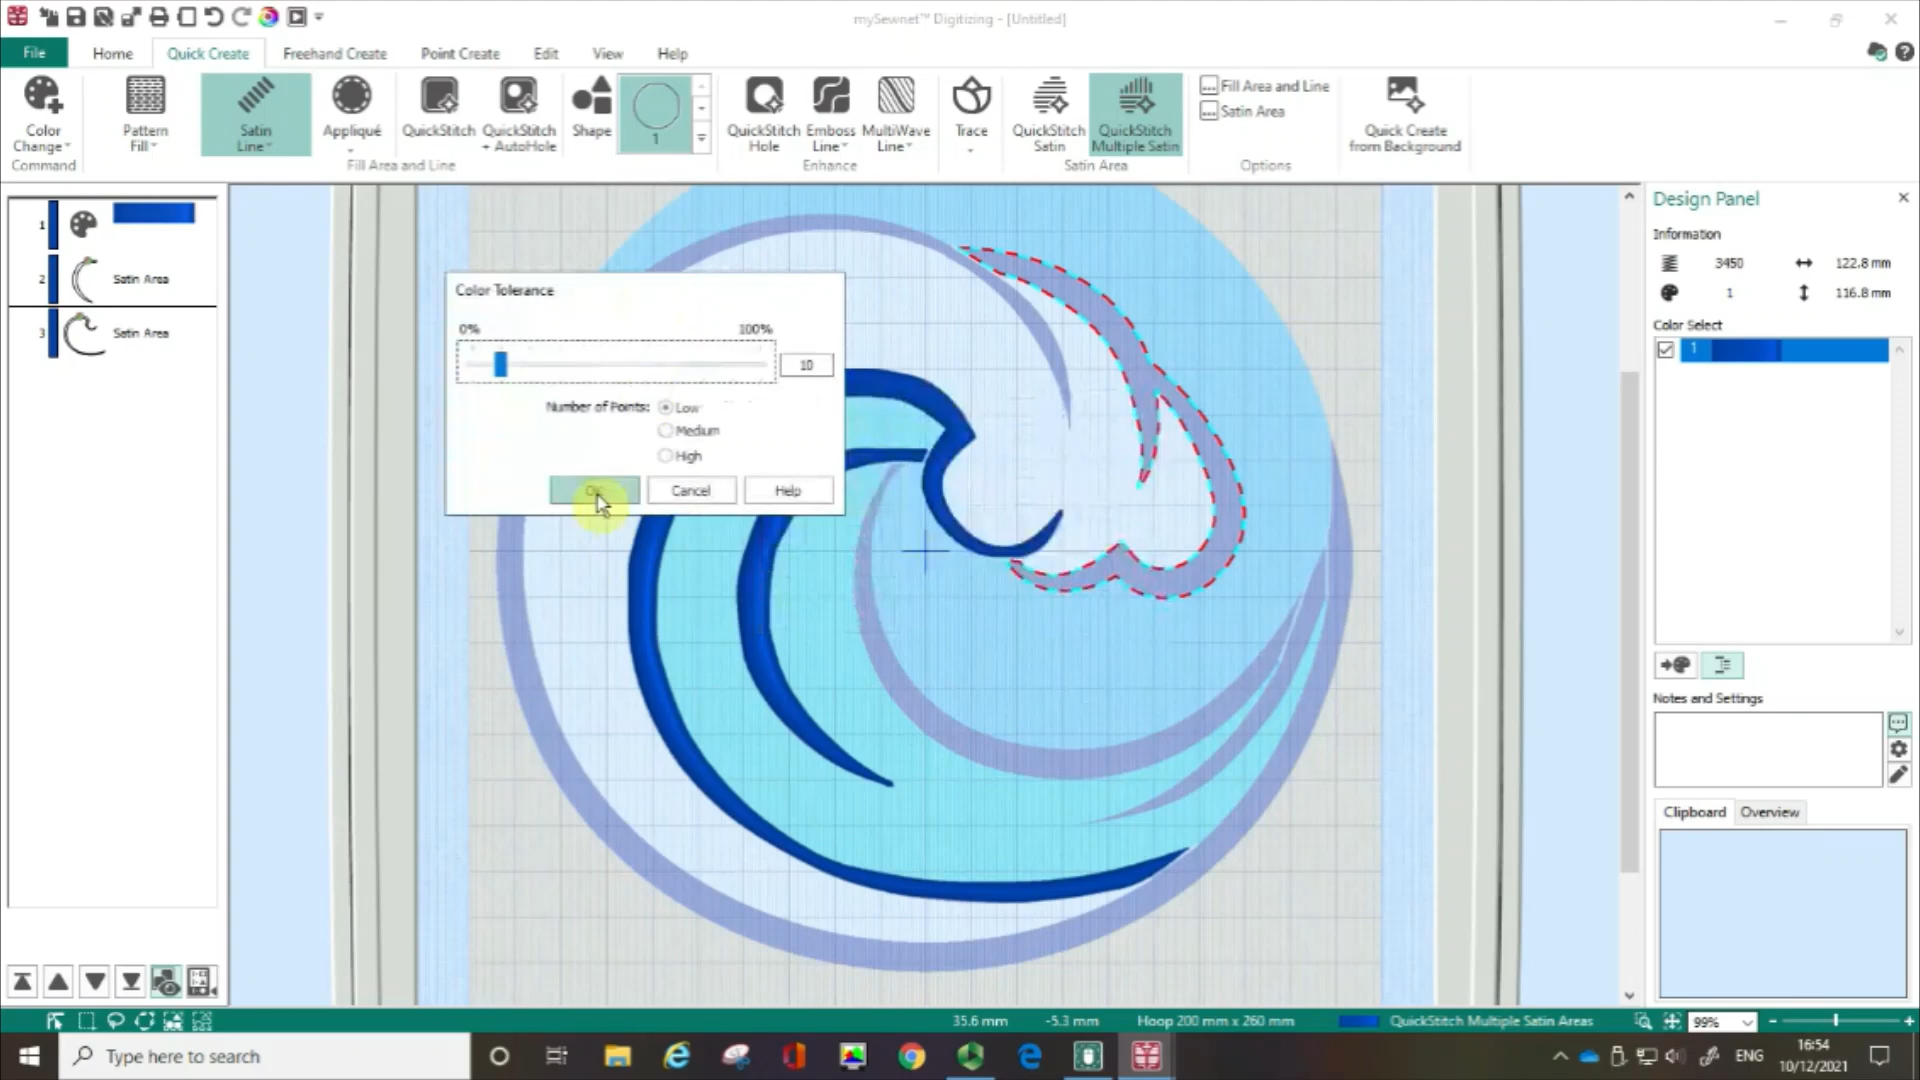 mySewnet™ Digitizing - [Untitled]
File
Home
Quick Create
Freehand Create
Point Create
Edit
View
Help
Color
Change
Command
Pattern
Fill
Satin
Line
Appliqué
QuickStitch
QuickStitch
+ AutoHole
Shape
1
Fill Area and Line
QuickStitch
Hole
Emboss
Line
MultiWave
Line
Enhance
Trace
QuickStitch
Satin
QuickStitch
Multiple Satin
Satin Area
Fill Area and Line
Satin Area
Options
Quick Create
from Background
1
2 Satin Area
3 Satin Area
Color Tolerance
0% 100%
10
Number of Points: Low
Medium
High
Cancel
Help
Design Panel
Information
3450 122.8 mm
1 116.8 mm
Color Select
1
Notes and Settings
Clipboard
Overview
35.6 mm
-5.3 mm
Hoop 200 mm x 260 mm
QuickStitch Multiple Satin Areas
99%
Type here to search
ENG
16:54
10/12/2021